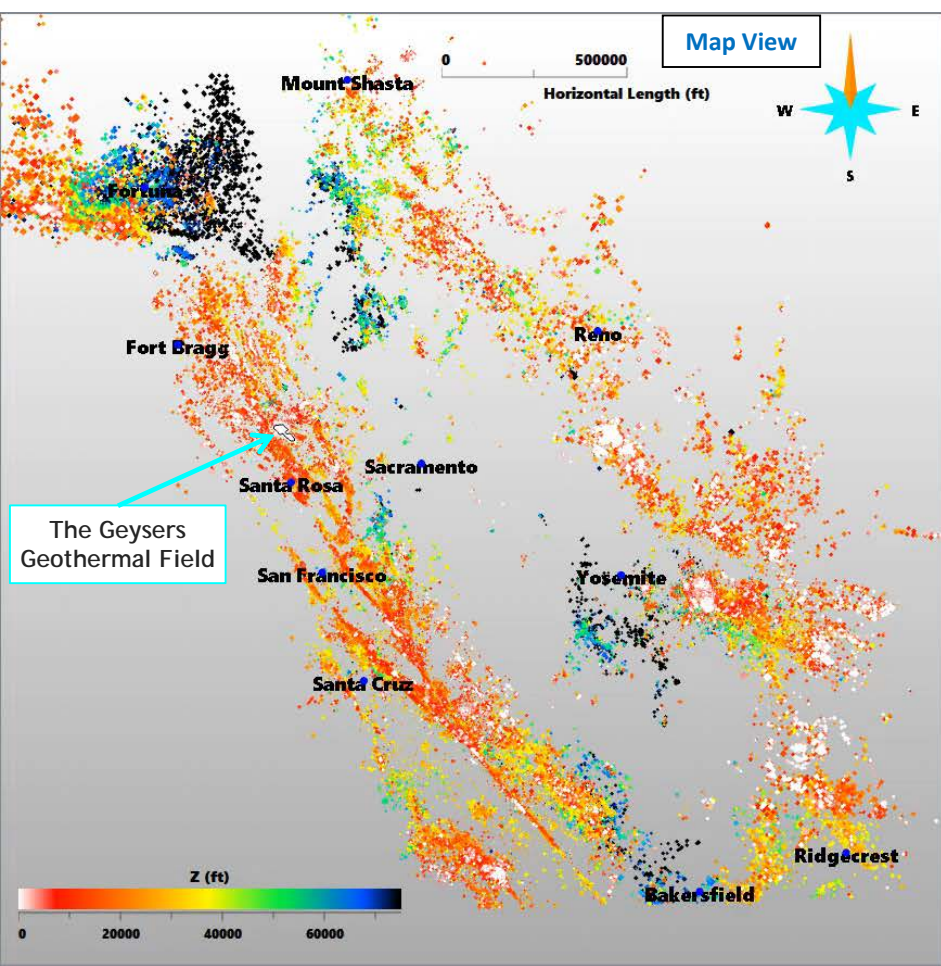 Map View
0 500000
Horizontal Length (ft)
Mount Shasta
W E
S
Fortuna
Reno
Fort Bragg
Sacramento
Santa Rosa
The Geysers
Geothermal Field
San Francisco
Yosemite
Santa Cruz
Ridgecrest
Z (ft)
Bakersfield
0 20000 40000 60000